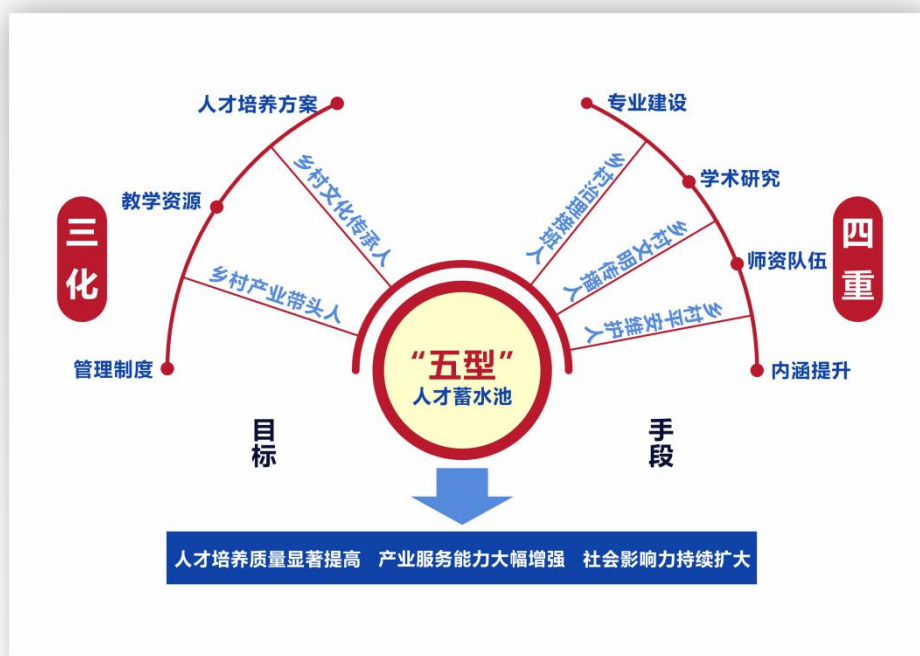 人才培养方案
教学资源
管理制度
三化
乡村文化传承人
乡村产业带头人
目标
专业建设
学术研究
师资队伍
内涵提升
四重
乡村治理接班人
乡村文明传播人
乡村平安维护人
手段
“五型”
人才蓄水池
人才培养质量显著提高 产业服务能力大幅增强 社会影响力持续扩大